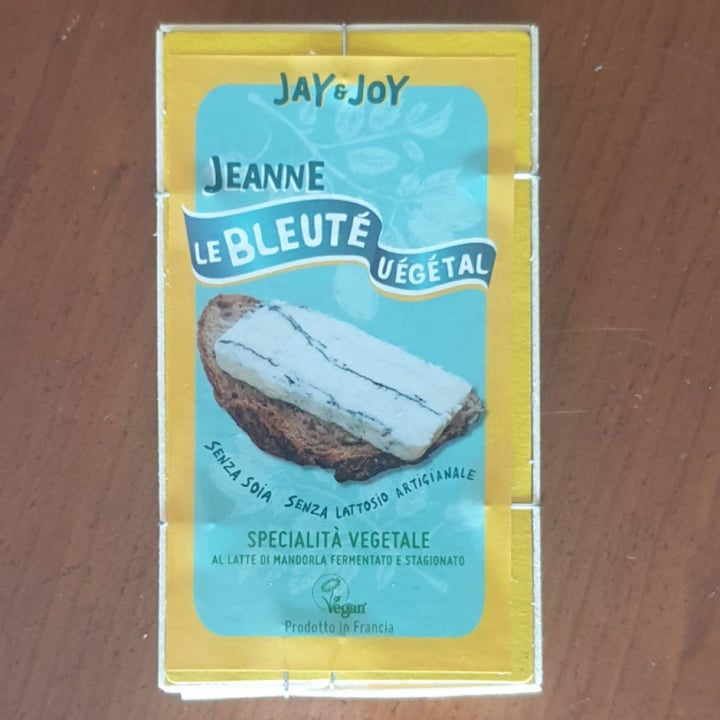 JAY & JOY
JEANNE
LE BLEUTÉ
VÉGÉTAL
SENZA SOIA SENZA LATTOSIO ARTIGIANALE
SPECIALITÀ VEGETALE
AL LATTE DI MANDORLA FERMENTATO E STAGIONATO
Vegan
Prodotto in Francia